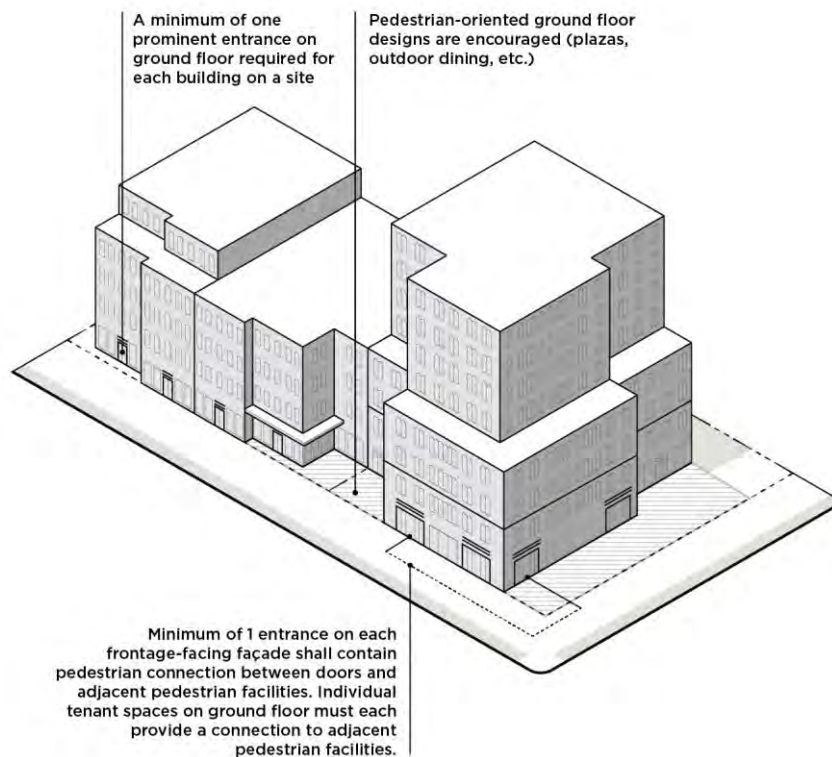 A minimum of one
prominent entrance on
ground floor required for
each building on a site
Pedestrian-oriented ground floor
designs are encouraged (plazas,
outdoor dining, etc.)
Minimum of 1 entrance on each
frontage-facing façade shall contain
pedestrian connection between doors and
adjacent pedestrian facilities. Individual
tenant spaces on ground floor must each
provide a connection to adjacent
pedestrian facilities.